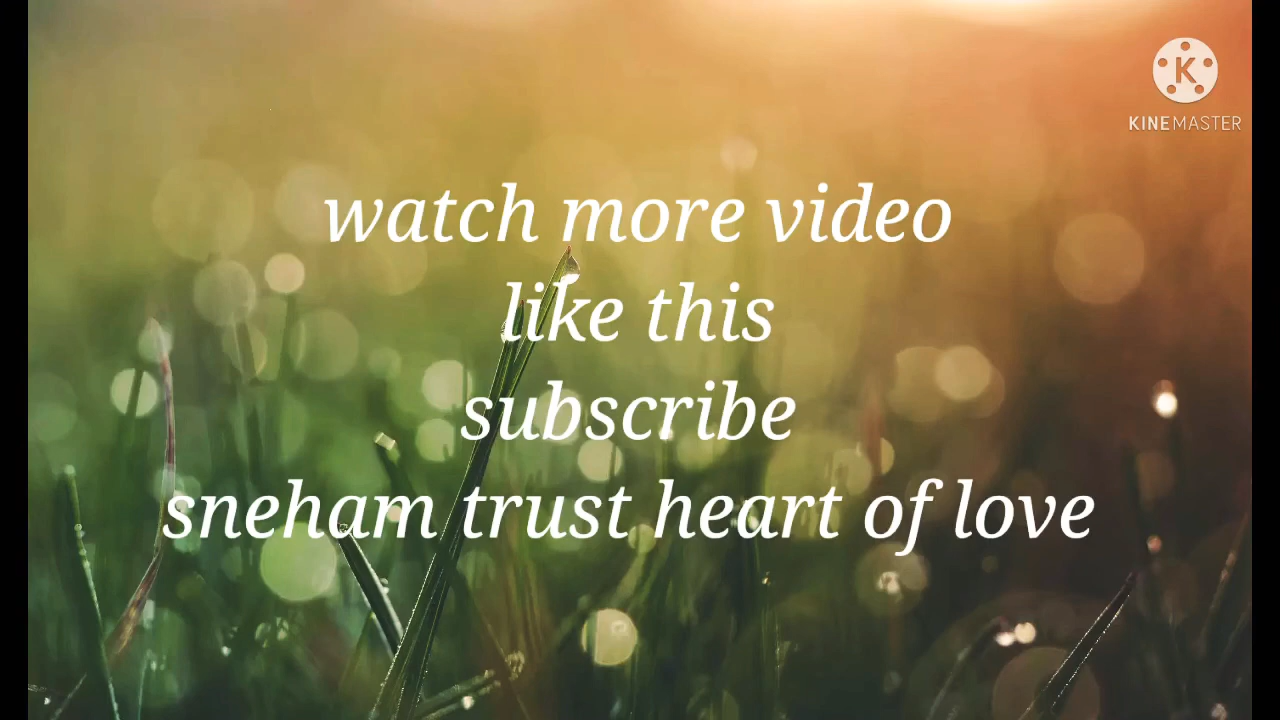 K
KINEMASTER
watch more video
like this
subscribe
sneham trust heart of love